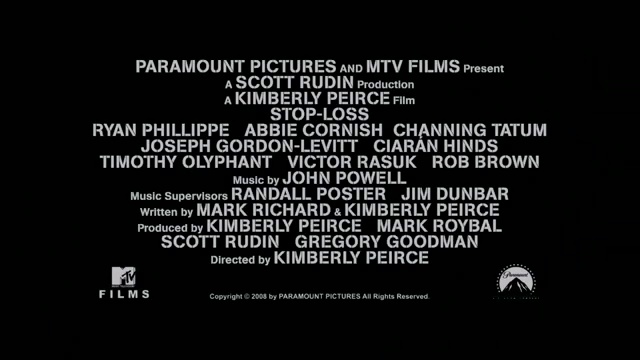 PARAMOUNT PICTURES AND MTV FILMS Present
A SCOTT RUDIN Production
A KIMBERLY PEIRCE Film
STOP-LOSS
RYAN PHILLIPPE ABBIE CORNISH CHANNING TATUM
JOSEPH GORDON-LEVITT CIARÁN HINDS
TIMOTHY OLYPHANT VICTOR RASUK ROB BROWN
Music by JOHN POWELL
Music Supervisors RANDALL POSTER JIM DUNBAR
Written by MARK RICHARD & KIMBERLY PEIRCE
Produced by KIMBERLY PEIRCE MARK ROYBAL
SCOTT RUDIN GREGORY GOODMAN
Directed by KIMBERLY PEIRCE
MTV
FILMS
Copyright © 2008 by PARAMOUNT PICTURES All Rights Reserved.
Paramount